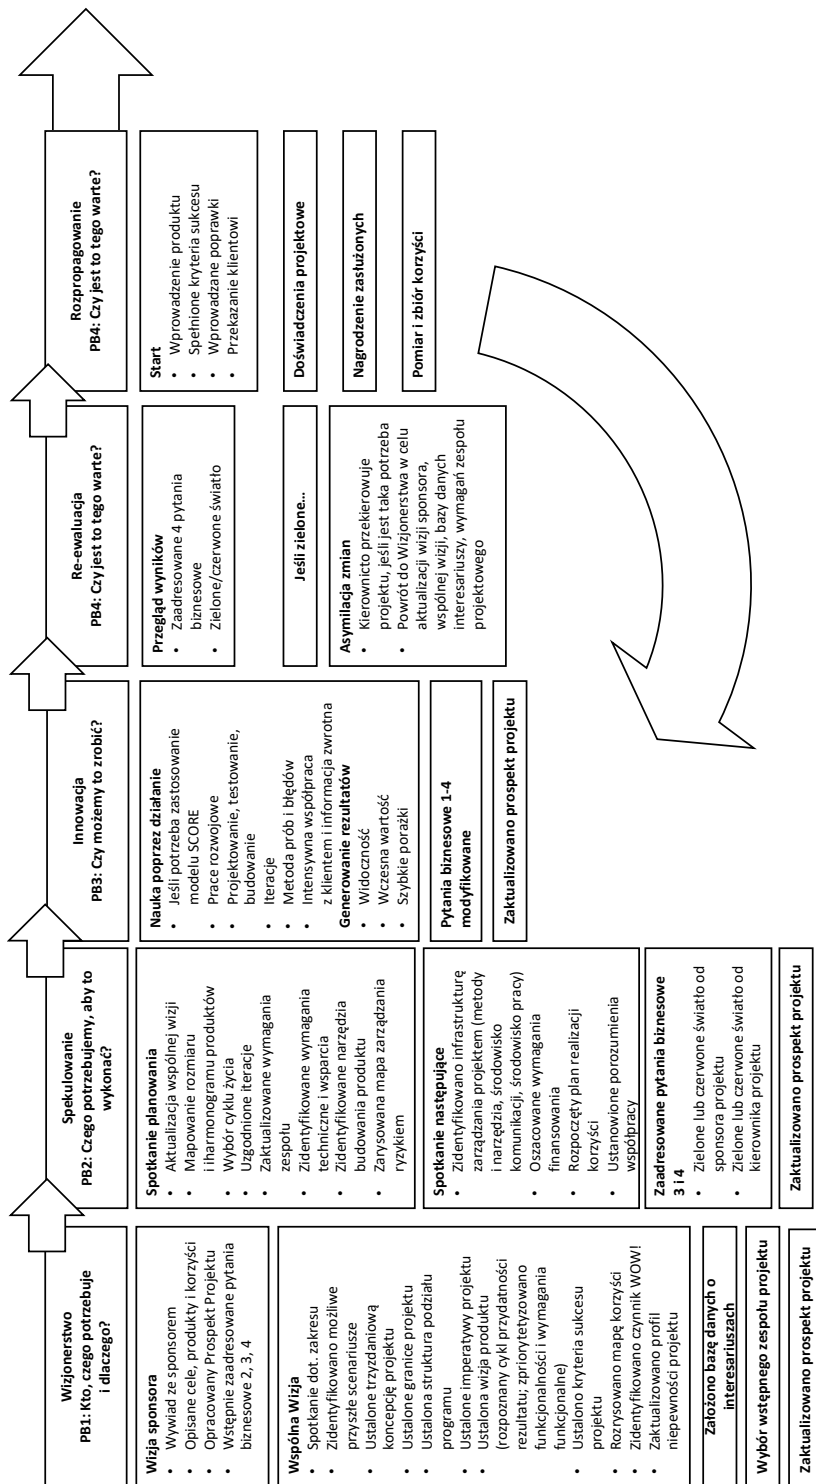 Wizjonerstwo
PB1: Kto, czego potrzebuje
i dlaczego?
Wizja sponsora
• Wywiad ze sponsorem
• Opisane cele, produkty i korzyści
• Opracowany Prospekt Projektu
• Wstępnie zaadresowane pytania
biznesowe 2, 3, 4
Wspólna Wizja
• Spotkanie dot. zakresu
• Zidentyfikowano możliwe
przyszłe scenariusze
• Ustalone trzyzdaniową
koncepcję projektu
• Ustalone granice projektu
• Ustalona struktura podziału
programu
• Ustalone imperatywy projektu
• Ustalona wizja produktu
(rozpoznany cykl przydatności
rezultatu; zpriorytetyzowano
funkcjonalności i wymagania
funkcjonalne)
• Ustalono kryteria sukcesu
projektu
• Rozrysowano mapę korzyści
• Zidentyfikowano czynnik WOW!
• Zaktualizowano profil
niepewności projektu
Założono bazę danych o
interesariuszach
Wybór wstępnego zespołu projektu
Zaktualizowano prospekt projektu
Spekulowanie
PB2: Czego potrzebujemy, aby to
wykonać?
Spotkanie planowania
• Aktualizacja wspólnej wizji
• Mapowanie rozmiaru
i iharmonogramu produktów
• Wybór cyklu życia
• Uzgodnione iteracje
• Zaktualizowane wymagania
zespołu
• Zidentyfikowane wymagania
techniczne i wsparcia
• Zidentyfikowane narzędzia
budowania produktu
• Zarysowana mapa zarządzania
ryzykiem
Spotkanie następujące
• Zidentyfikowano infrastrukturę
zarządzania projektem (metody
i narzędzia, środowisko
komunikacji, środowisko pracy)
• Oszacowane wymagania
finansowania
• Rozpoczęty plan realizacji
korzyści
• Ustanowione porozumienia
współpracy
Zaadresowane pytania biznesowe
3 i 4
• Zielone lub czerwone światło od
sponsora projektu
• Zielone lub czerwone światło od
kierownika projektu
Zaktualizowano prospekt projektu
Innowacja
PB3: Czy możemy to zrobić?
Nauka poprzez działanie
• Jeśli potrzeba zastosowanie
modelu SCORE
• Prace rozwojowe
• Projektowanie, testowanie,
budowanie
• Iteracje
• Metoda prób i błędów
• Intensywna współpraca
z klientem i informacja zwrotna
Generowanie rezultatów
• Widoczność
• Wczesna wartość
• Szybkie porażki
Pytania biznesowe 1-4
modyfikowane
Zaktualizowano prospekt projektu
Re-ewaluacja
PB4: Czy jest to tego warte?
Przegląd wyników
• Zaadresowane 4 pytania
biznesowe
• Zielone/czerwone światło
Jeśli zielone...
Asymilacja zmian
• Kierownicto przekierowuje
projektu, jeśli jest taka potrzeba
• Powrót do Wizjonerstwa w celu
aktualizacji wizji sponsora,
wspólnej wizji, bazy danych
interesariuszy, wymagań zespołu
projektowego
Rozpropagowanie
PB4: Czy jest to tego warte?
Start
• Wprowadzenie produktu
• Spełnione kryteria sukcesu
• Wprowadzane poprawki
• Przekazanie klientowi
Doświadczenia projektowe
Nagrodzenie zasłużonych
Pomiar i zbiór korzyści